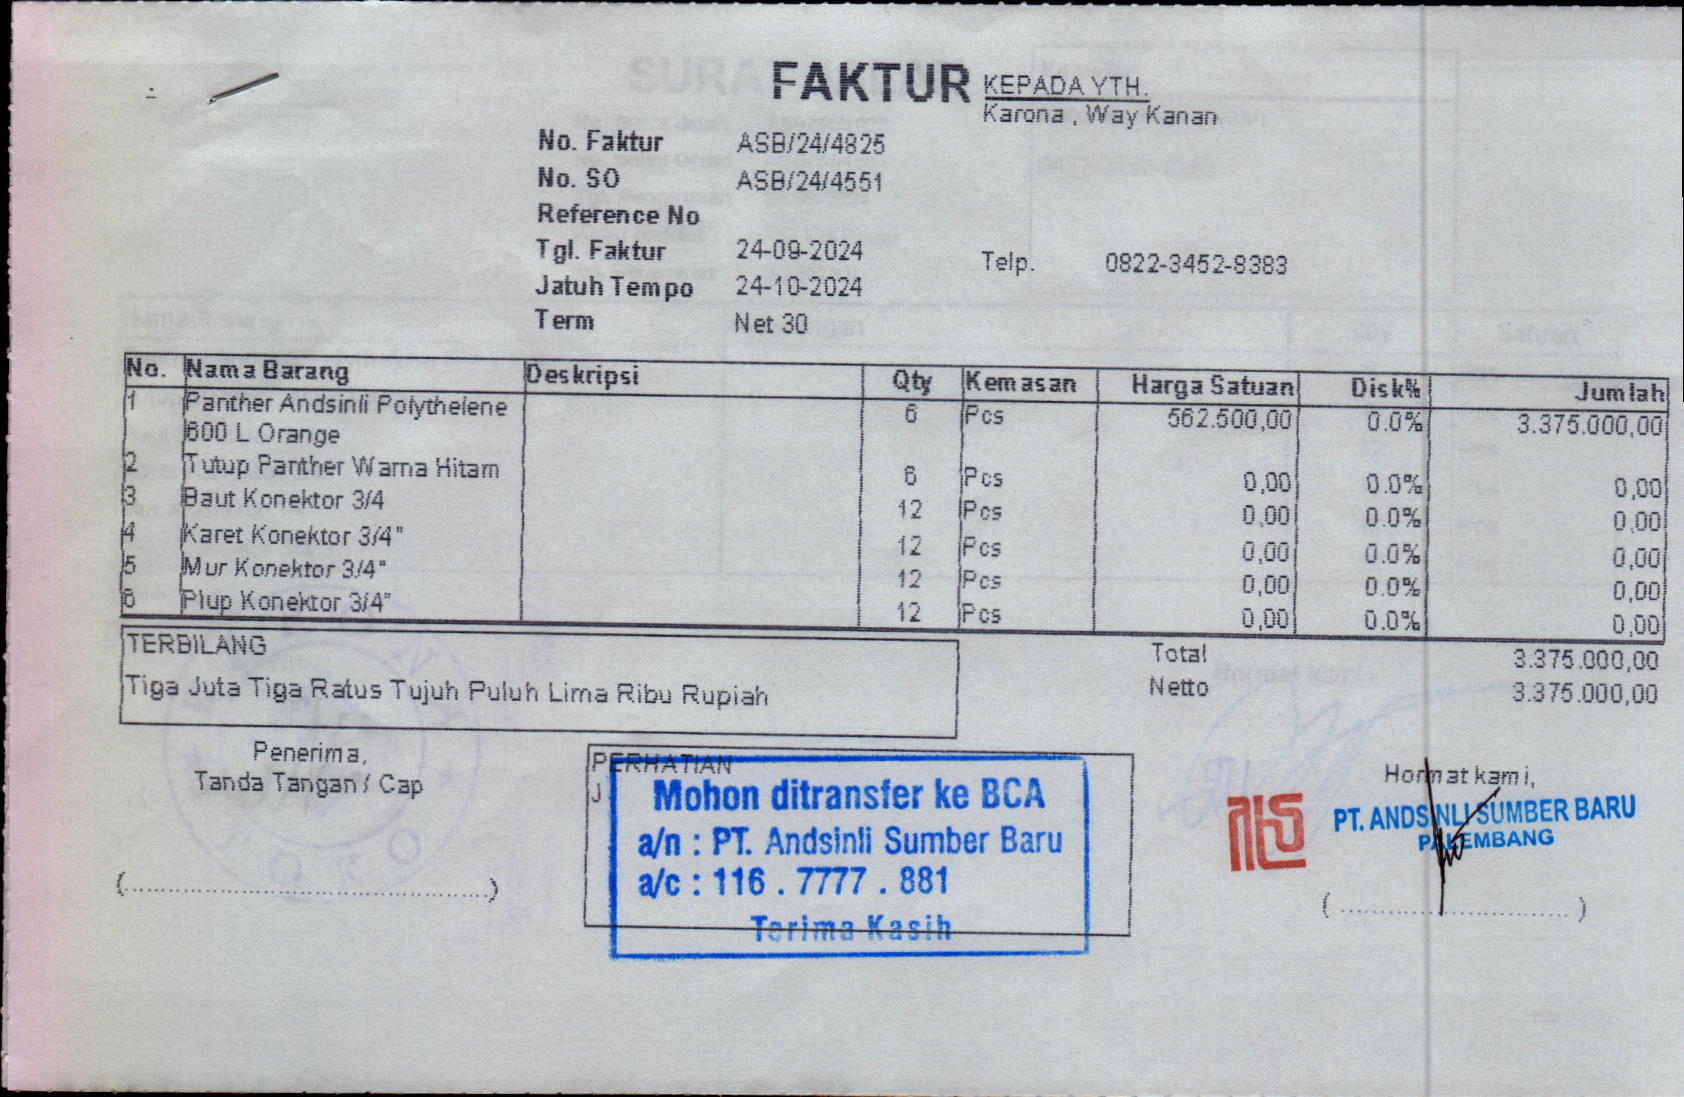 FAKTUR
KEPADA YTH.
Karona , Way Kanan
No. Faktur ASB/24/4825
No. SO ASB/24/4551
Reference No
Tgl. Faktur 24-09-2024
Telp. 0822-3452-8383
Jatuh Tempo 24-10-2024
Term Net 30
No. Nama Barang Deskripsi Qty Kemasan Harga Satuan Disk% Jumlah
1 Panther Andsinli Polythelene 6 Pcs 562.500,00 0.0% 3.375.000,00
600 L Orange
2 Tutup Panther Warna Hitam 6 Pcs 0,00 0.0% 0,00
3 Baut Konektor 3/4 12 Pcs 0,00 0.0% 0,00
4 Karet Konektor 3/4" 12 Pcs 0,00 0.0% 0,00
5 Mur Konektor 3/4" 12 Pcs 0,00 0.0% 0,00
6 Plup Konektor 3/4" 12 Pcs 0,00 0.0% 0,00
TERBILANG
Tiga Juta Tiga Ratus Tujuh Puluh Lima Ribu Rupiah
Total 3.375.000,00
Netto 3.375.000,00
Penerima,
Tanda Tangan / Cap
(........................................)
PERHATIAN
J
Mohon ditransfer ke BCA
a/n : PT. Andsinli Sumber Baru
a/c : 116 . 7777 . 881
Terima Kasih
Hormat kami,
PT. ANDSINLI SUMBER BARU
PALEMBANG
( .............................. )